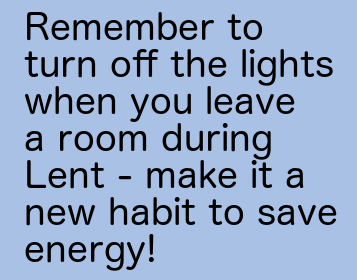 Remember to
turn off the lights
when you leave
a room during
Lent - make it a
new habit to save
energy!